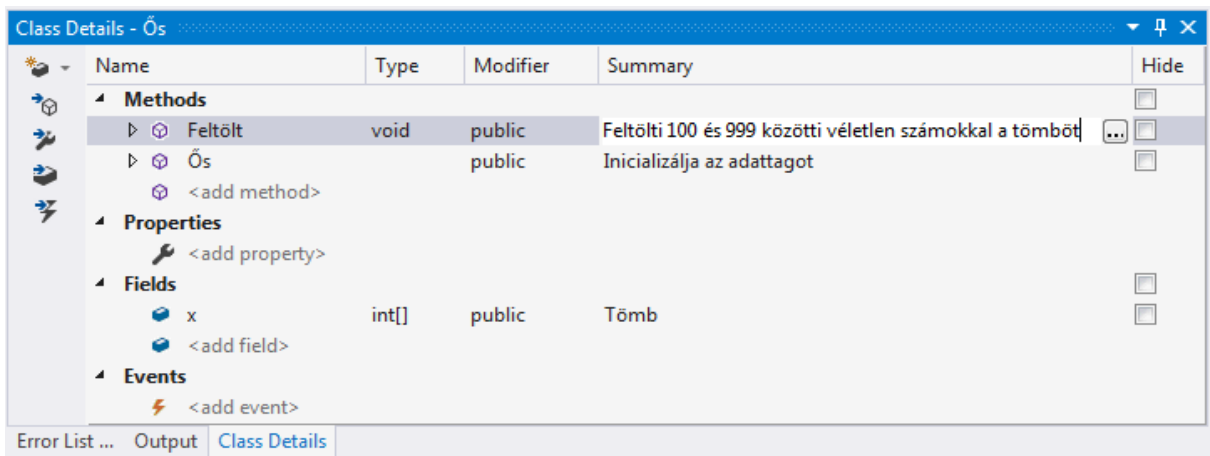 Class Details - Ős
Name Type Modifier Summary Hide
Methods
Feltölt void public Feltölti 100 és 999 közötti véletlen számokkal a tömböt ...
Ős public Inicializálja az adattagot
<add method>
Properties
<add property>
Fields
x int[] public Tömb
<add field>
Events
<add event>
Error List ... Output Class Details